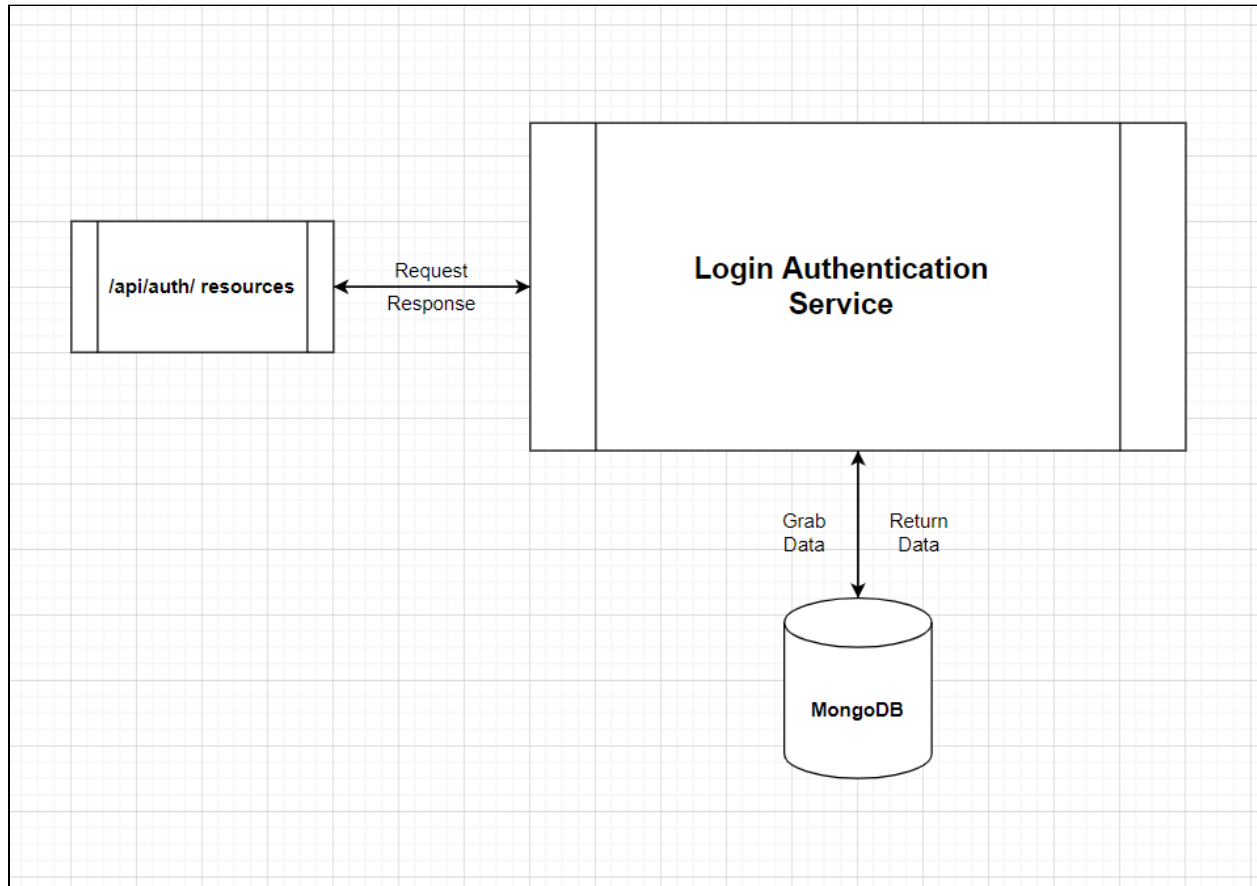 /api/auth/ resources
Request
Response
Login Authentication
Service
Grab
Data
Return
Data
MongoDB